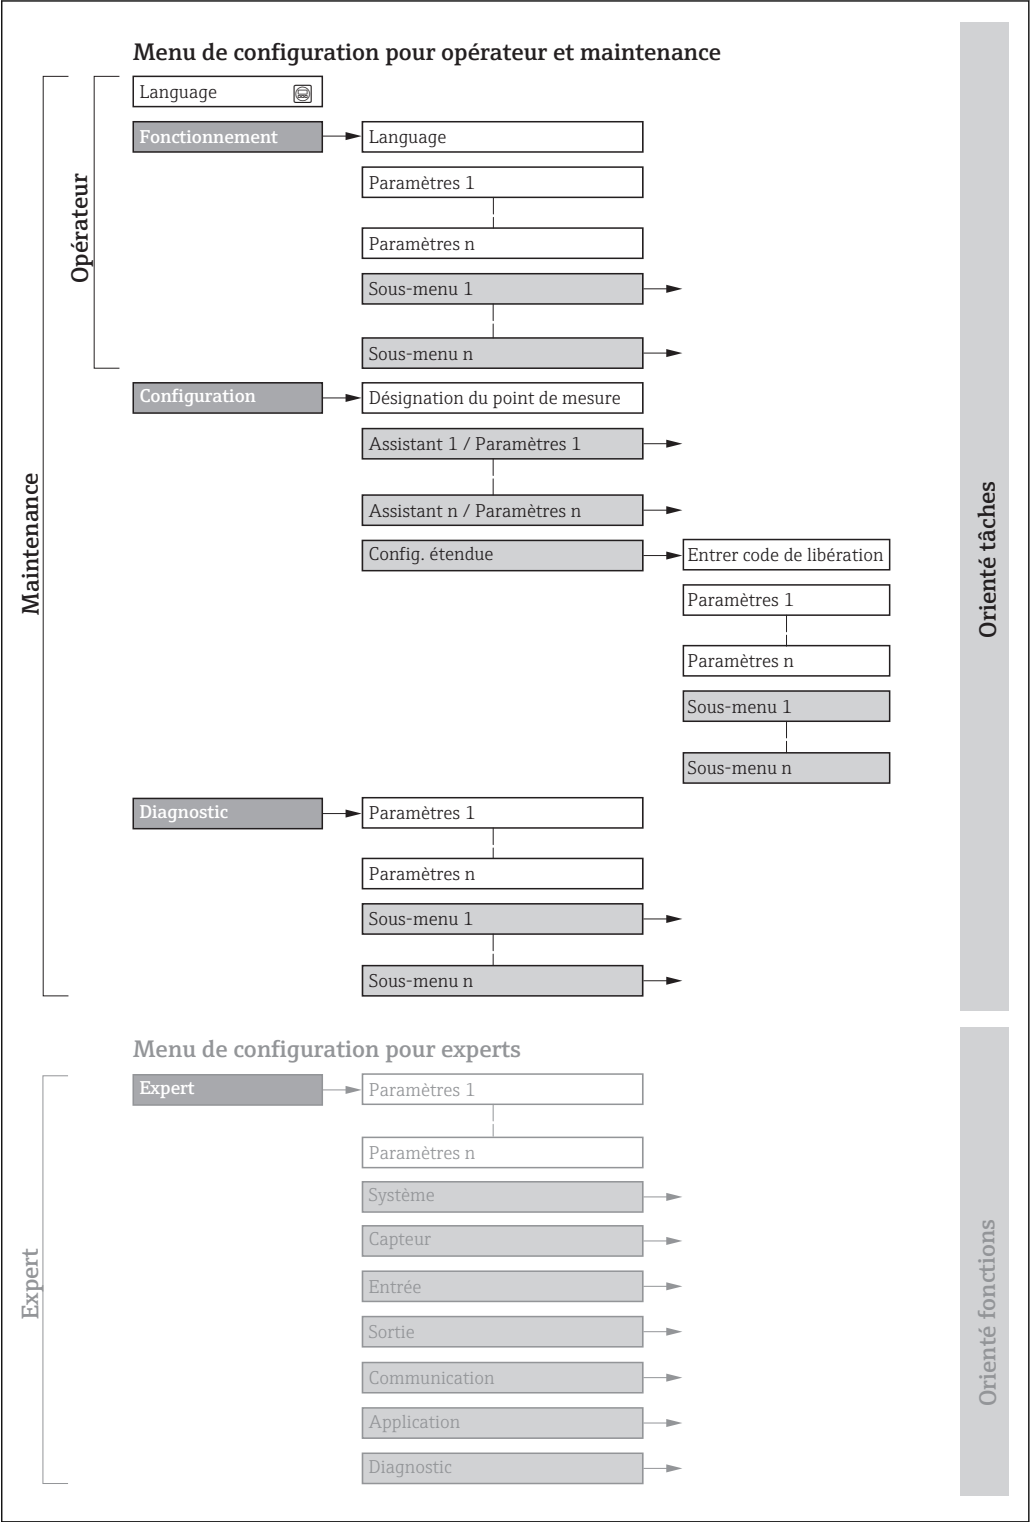 Menu de configuration pour opérateur et maintenance
Maintenance
Opérateur
Orienté tâches
Language
Fonctionnement
Language
Paramètres 1
Paramètres n
Sous-menu 1
Sous-menu n
Configuration
Désignation du point de mesure
Assistant 1 / Paramètres 1
Assistant n / Paramètres n
Config. étendue
Entrer code de libération
Paramètres 1
Paramètres n
Sous-menu 1
Sous-menu n
Diagnostic
Paramètres 1
Paramètres n
Sous-menu 1
Sous-menu n
Menu de configuration pour experts
Expert
Orienté fonctions
Expert
Paramètres 1
Paramètres n
Système
Capteur
Entrée
Sortie
Communication
Application
Diagnostic